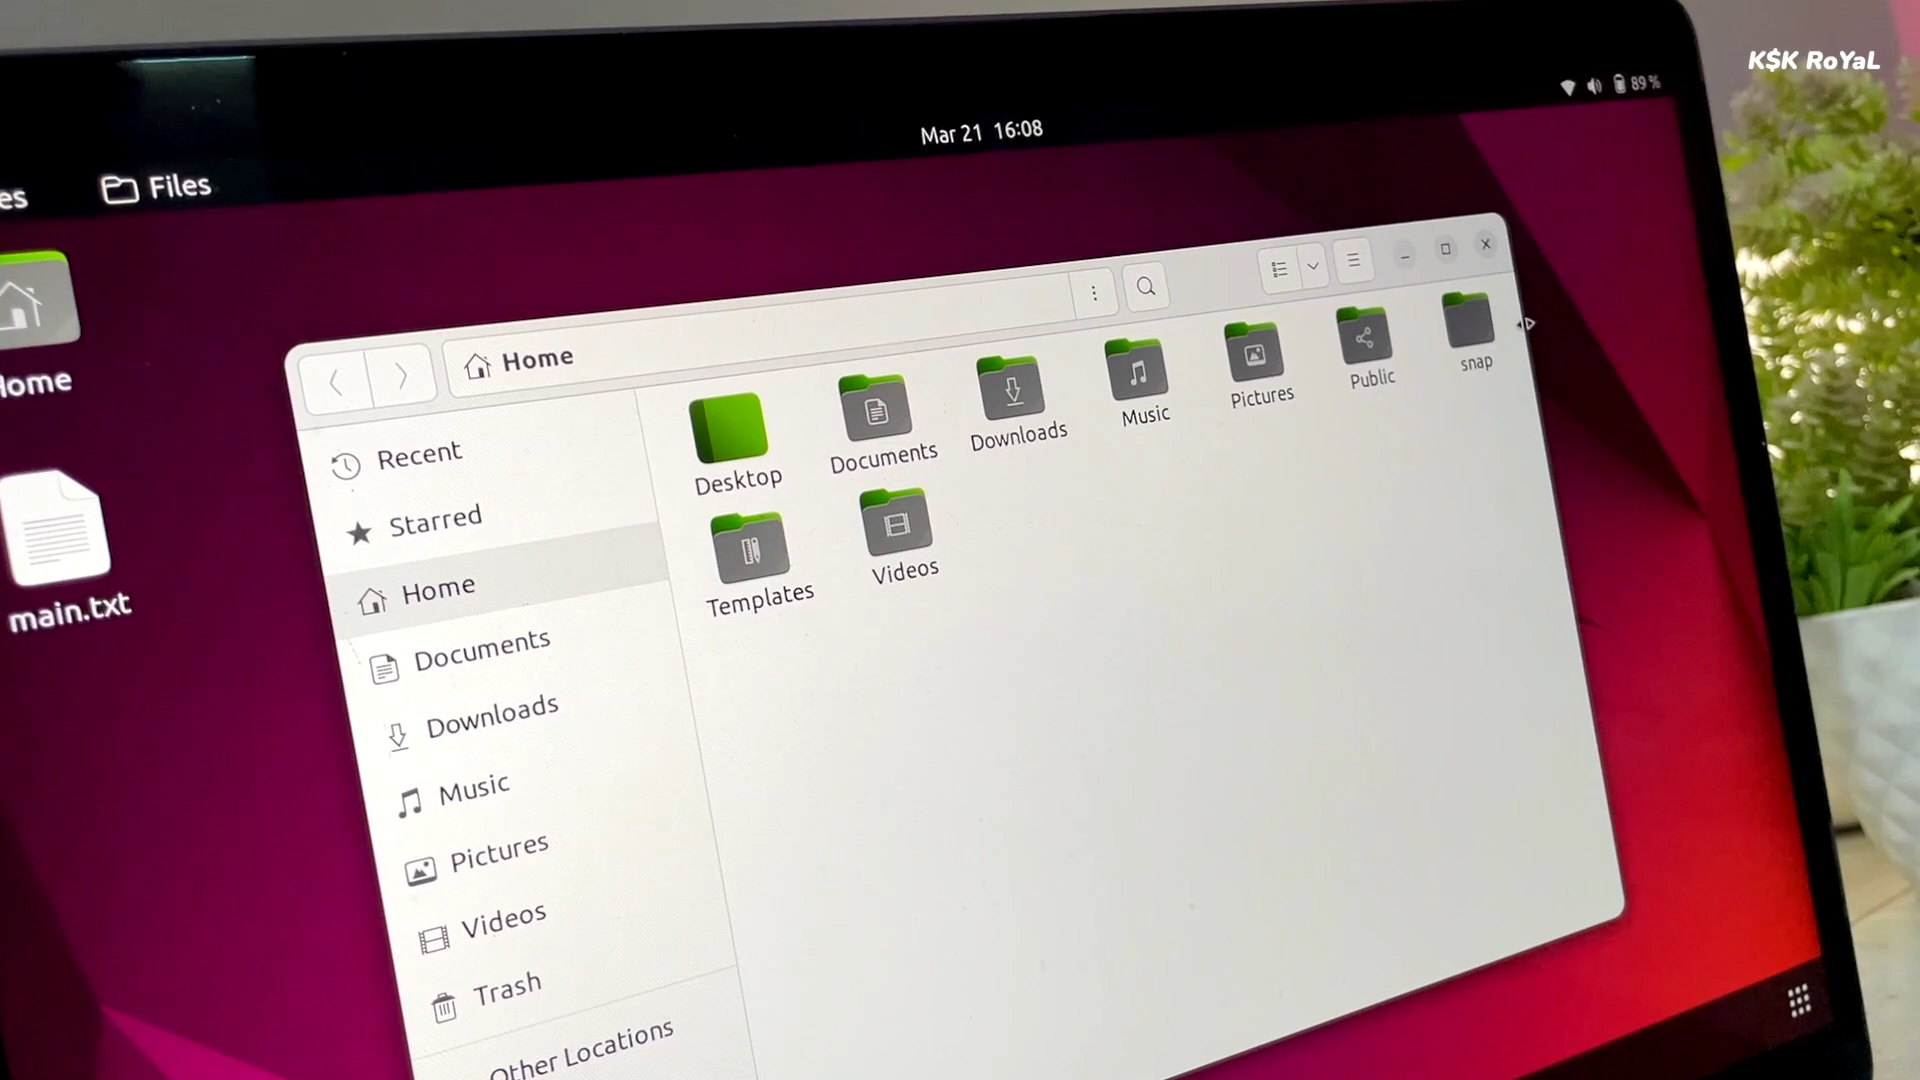 K$K RoYaL
89%
Mar 21 16:08
es
Files
Home
Home
main.txt
Recent
Starred
Home
Documents
Downloads
Music
Pictures
Videos
Trash
Other Locations
Desktop
Documents
Downloads
Music
Pictures
Public
snap
Templates
Videos